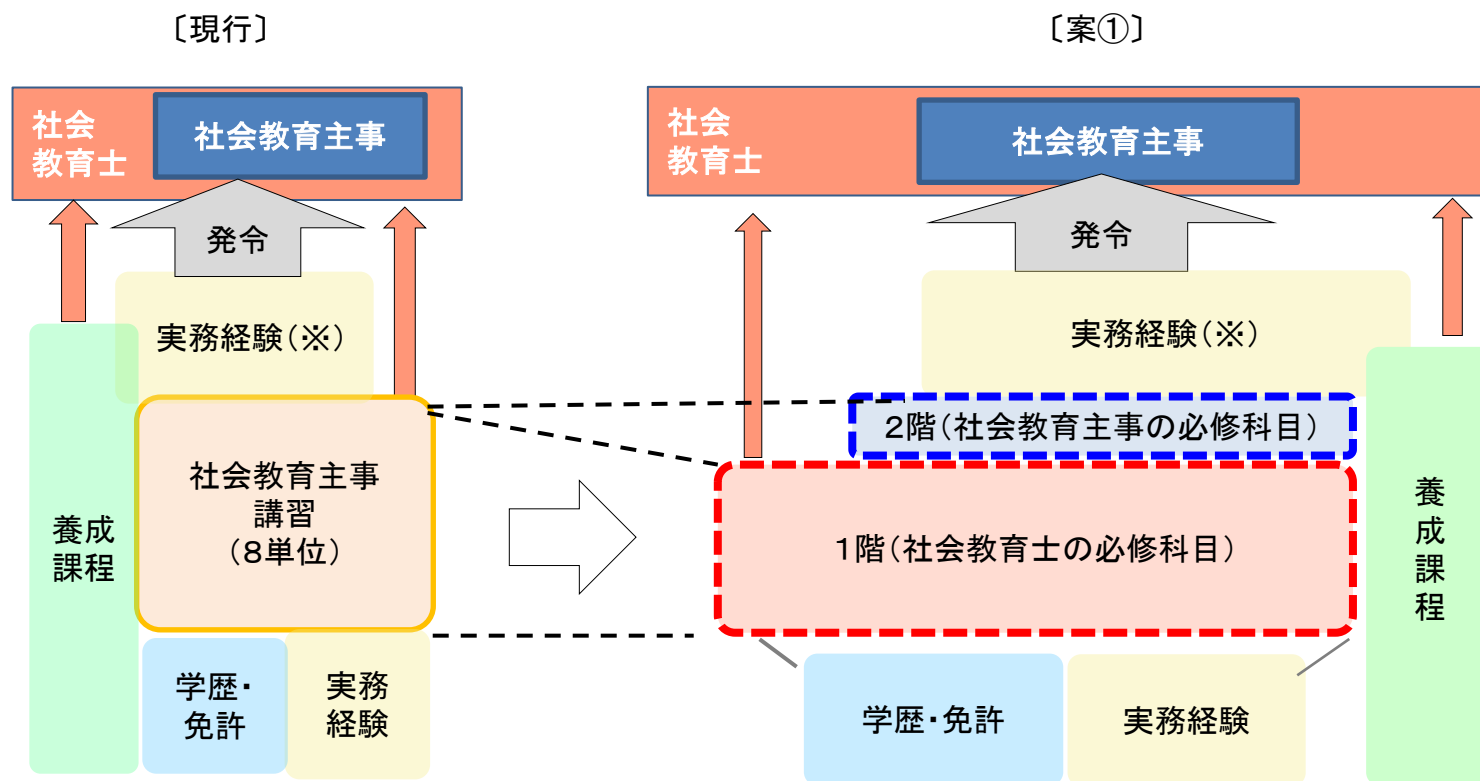 〔現行〕
社会
教育士
社会教育主事
発令
実務経験(※)
社会教育主事
講習
(8単位)
養成
課程
学歴・
免許
実務
経験
〔案①〕
社会
教育士
社会教育主事
発令
実務経験(※)
2階(社会教育主事の必修科目)
1階(社会教育士の必修科目)
養
成
課
程
学歴・免許
実務経験